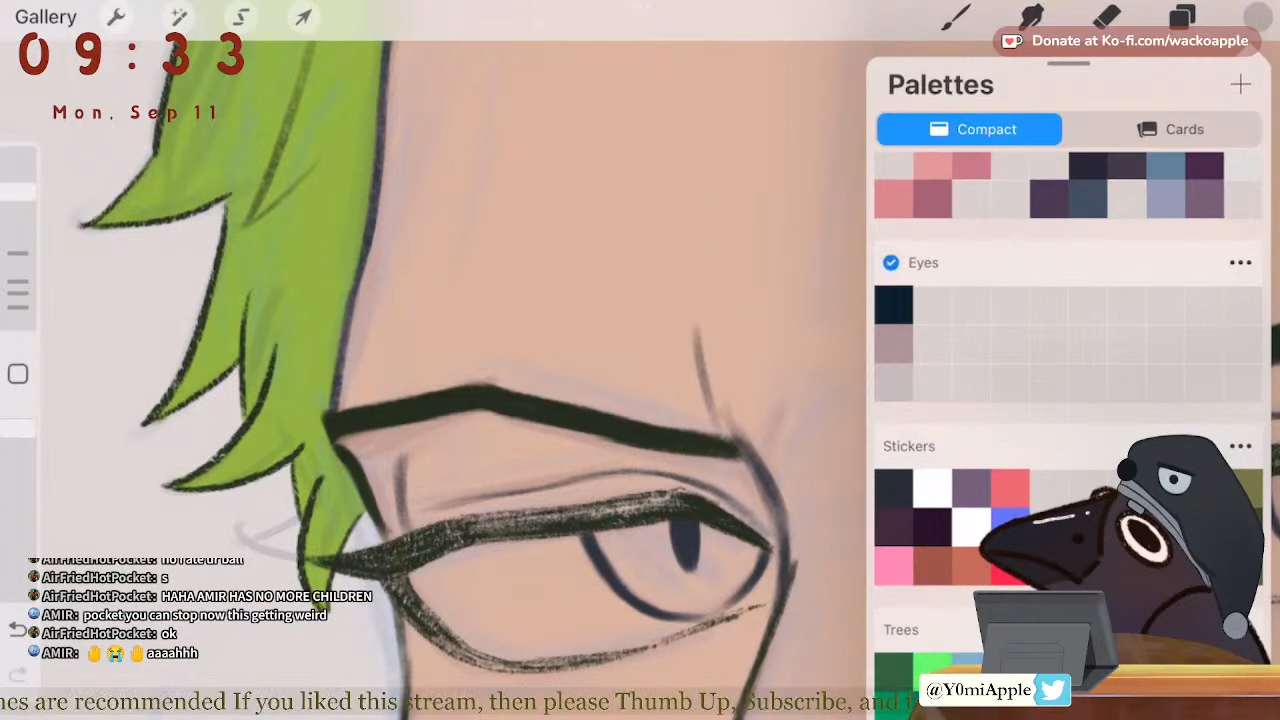 Gallery
09:33
Mon, Sep 11
Donate at Ko-fi.com/wackoapple
Palettes
Compact
Cards
Eyes
Stickers
Trees
AirFriedHotPocket:
AirFriedHotPocket: s
AirFriedHotPocket: HAHA AMIR HAS NO MORE CHILDREN
AMIR: pocket you can stop now this getting weird
AirFriedHotPocket: ok
AMIR: 🤚😭🤚aaaahhh
@Y0miApple
nes are recommended If you liked this stream, then please Thumb Up, Subscribe, and